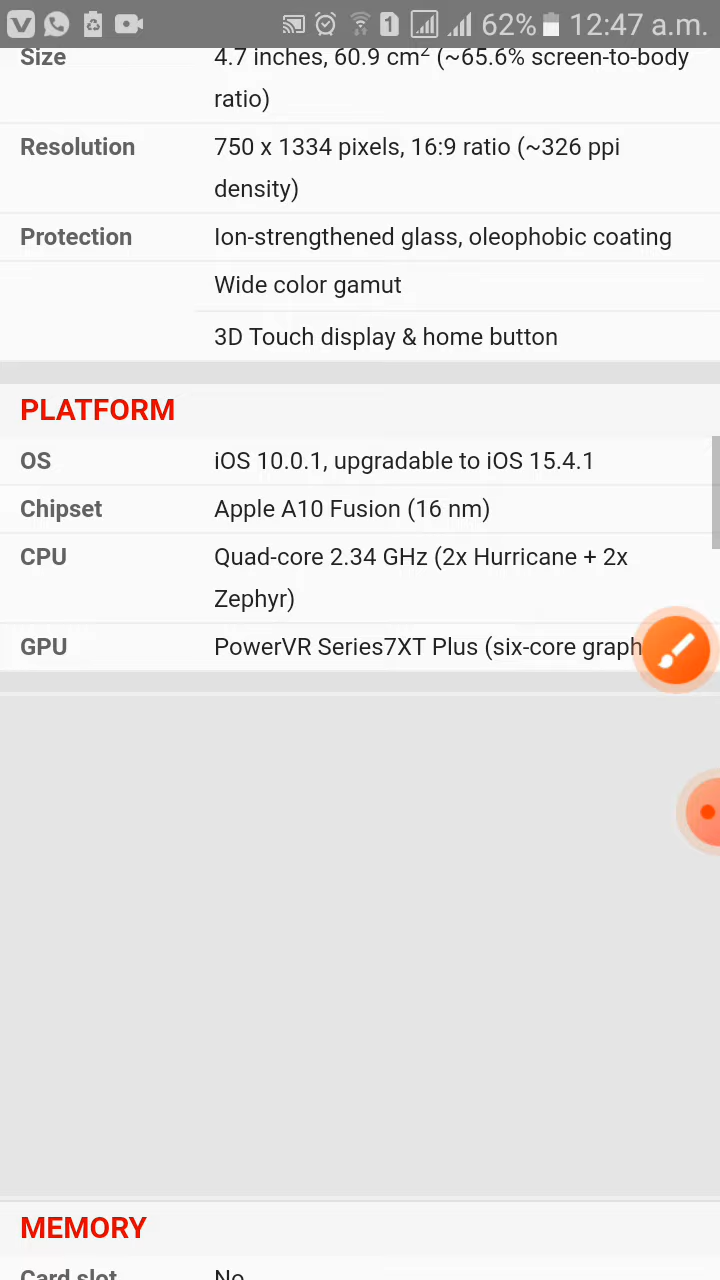 62% 12:47 a.m.
Size 4.7 inches, 60.9 cm² (~65.6% screen-to-body
ratio)
Resolution 750 x 1334 pixels, 16:9 ratio (~326 ppi
density)
Protection Ion-strengthened glass, oleophobic coating
Wide color gamut
3D Touch display & home button
PLATFORM
OS iOS 10.0.1, upgradable to iOS 15.4.1
Chipset Apple A10 Fusion (16 nm)
CPU Quad-core 2.34 GHz (2x Hurricane + 2x
Zephyr)
GPU PowerVR Series7XT Plus (six-core graph
MEMORY
Card slot No